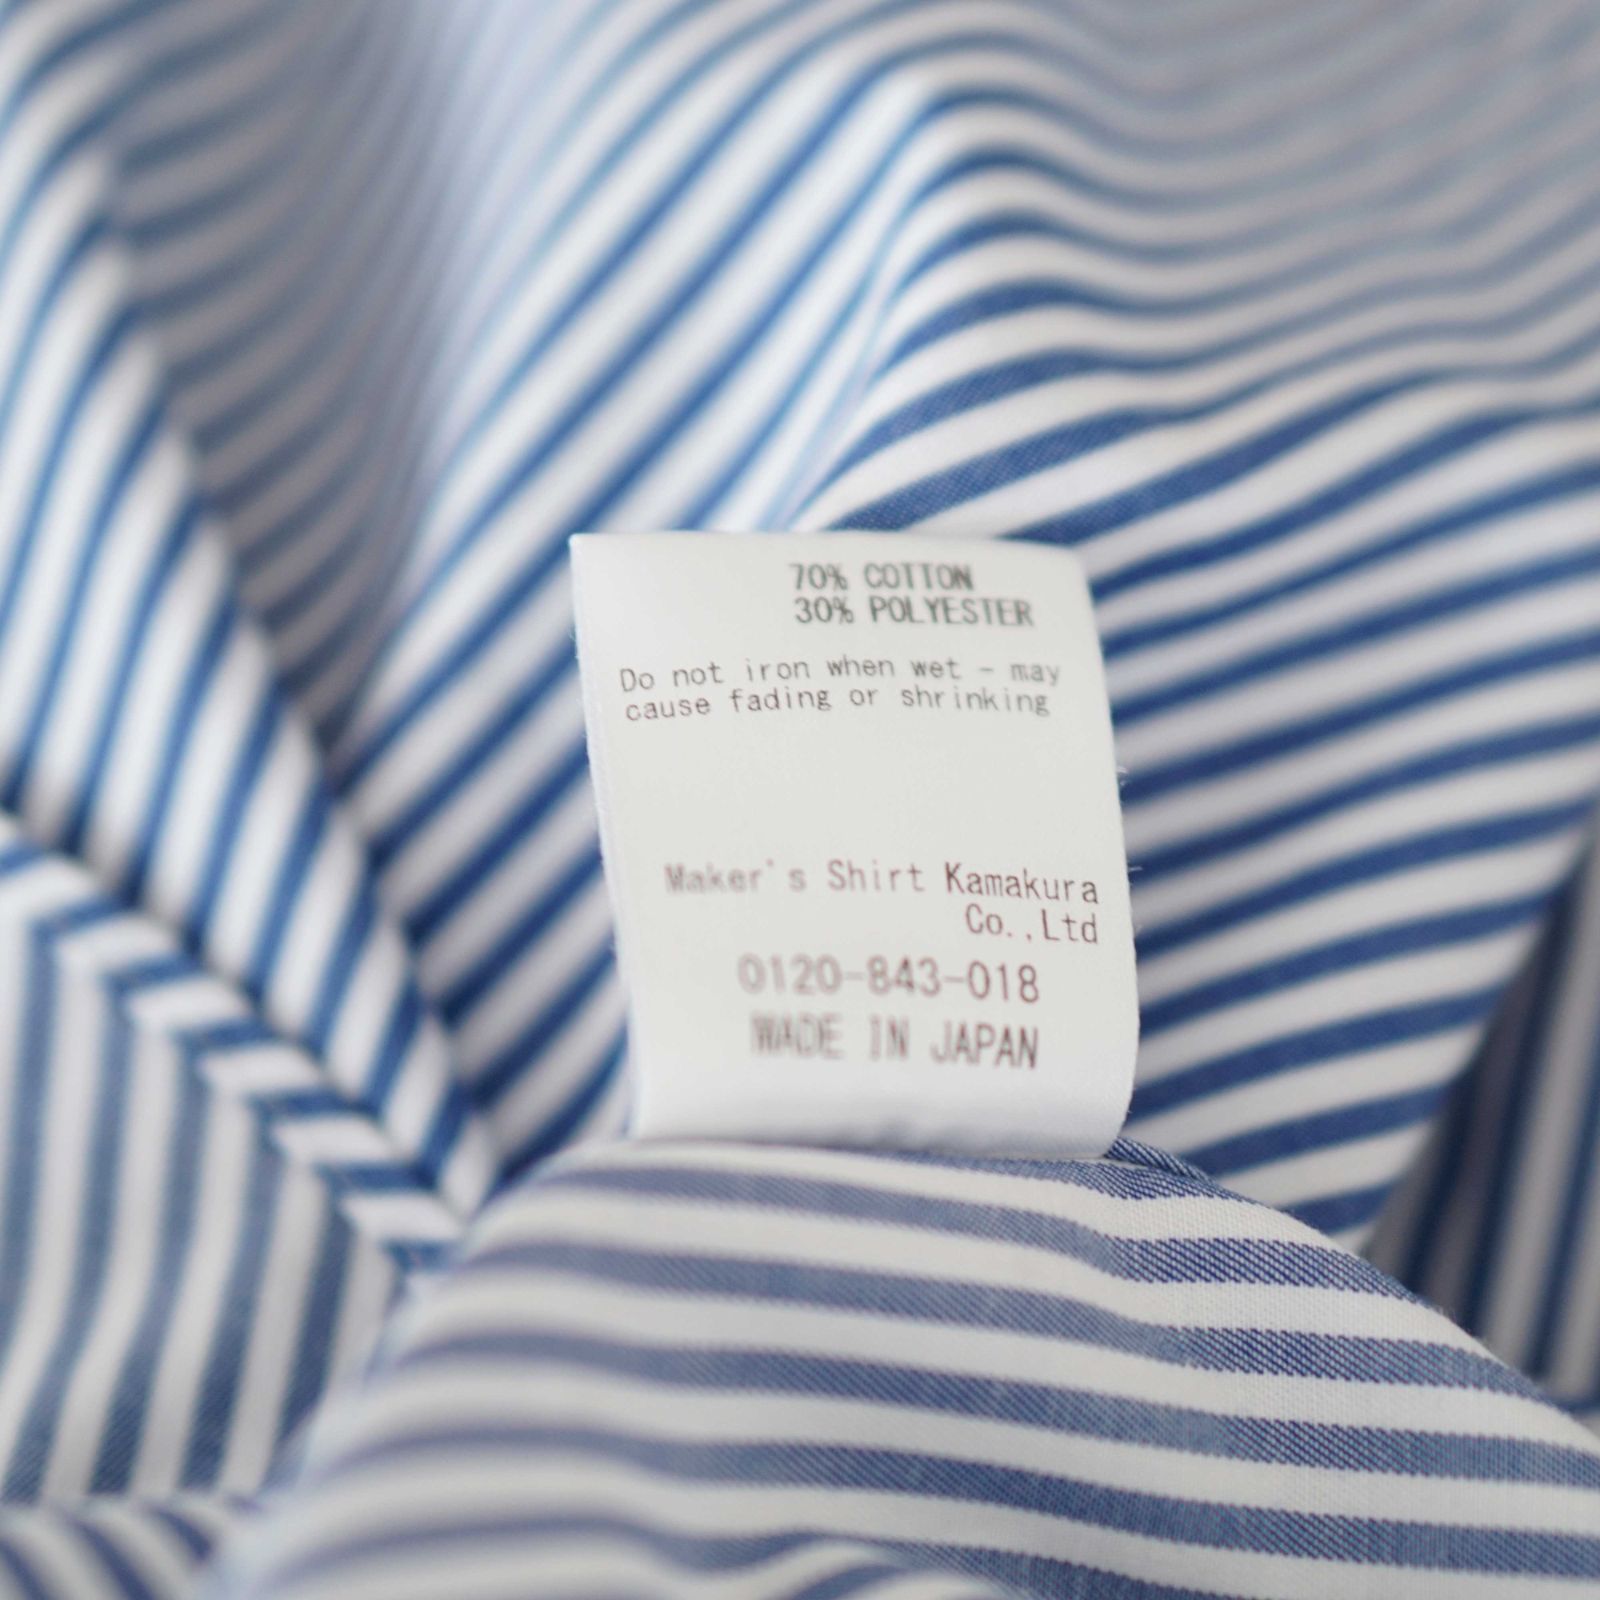 70% COTTON
30% POLYESTER
Do not iron when wet - may
cause fading or shrinking
Maker's Shirt Kamakura
Co.,Ltd
0120-843-018
MADE IN JAPAN